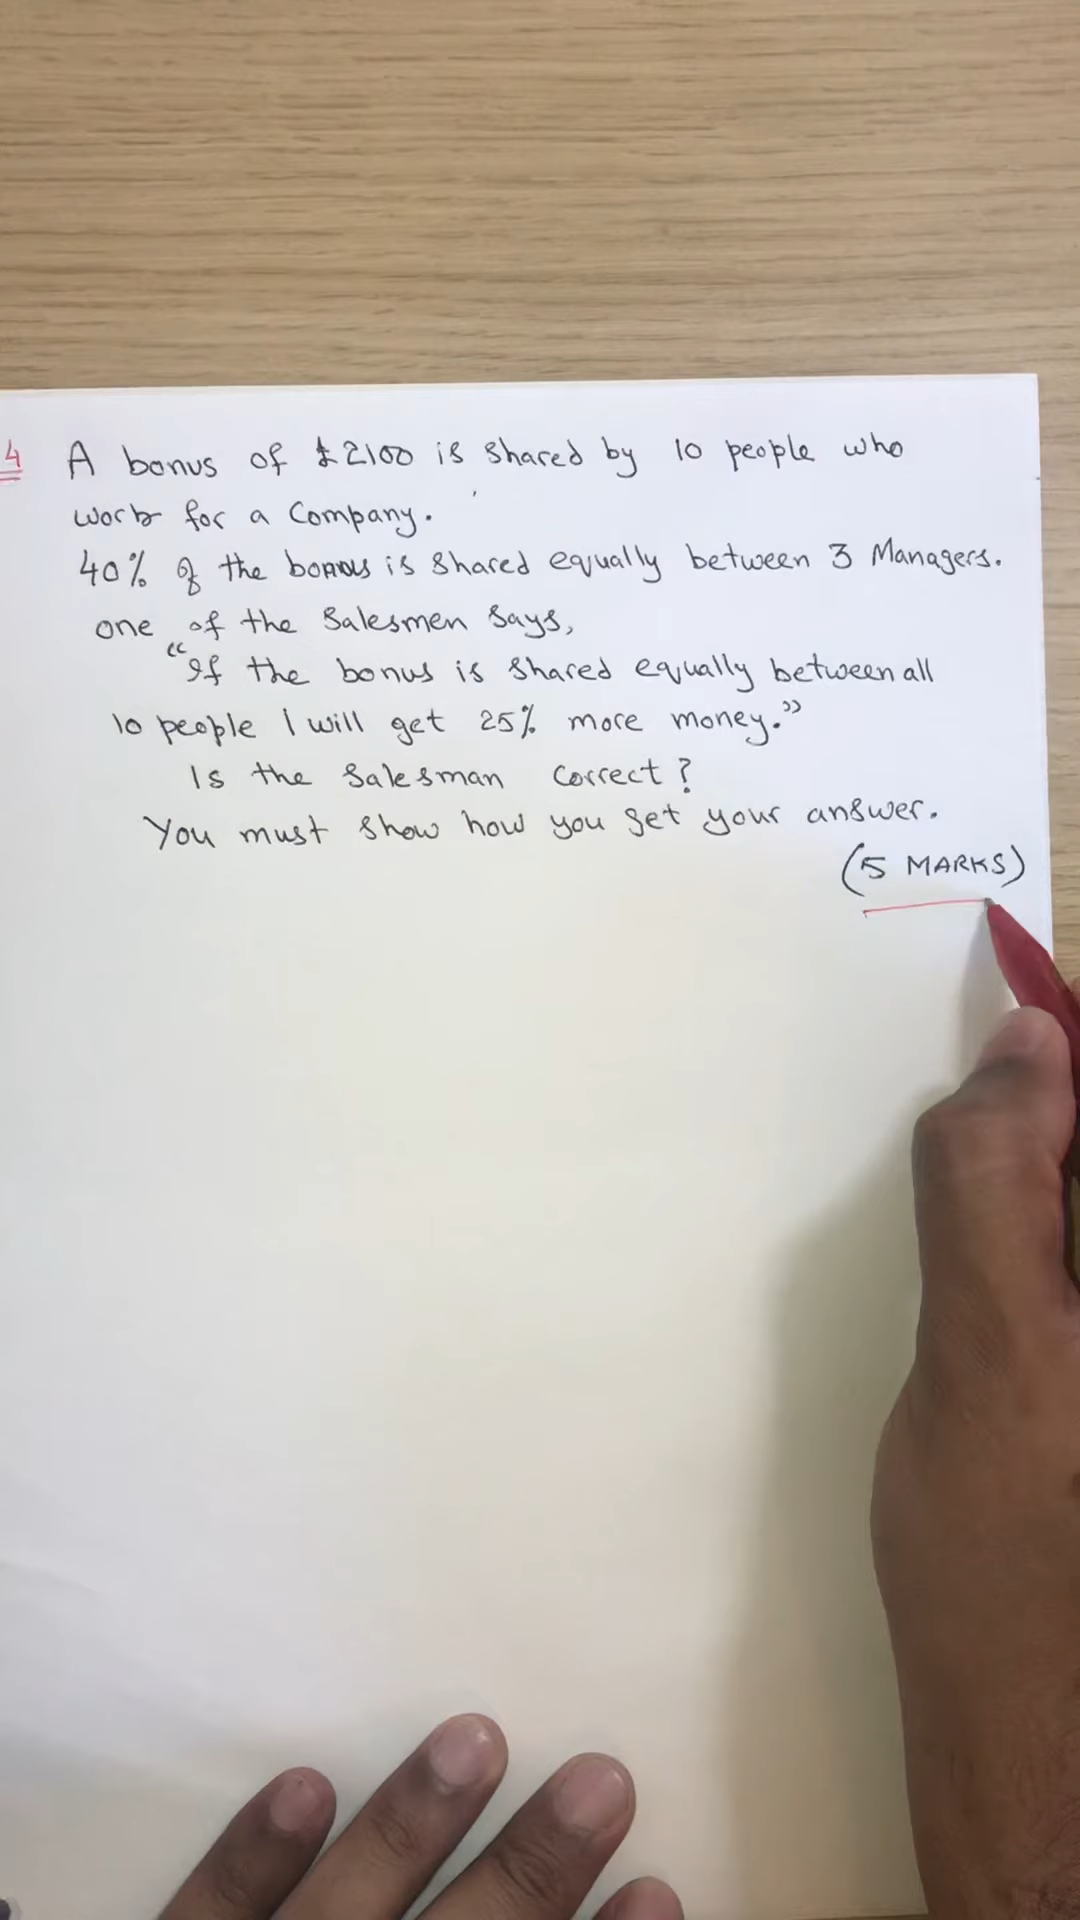 4 A bonus of £2100 is shared by 10 people who
work for a Company.
40% of the bonus is shared equally between 3 Managers.
one of the Salesmen says,
"If the bonus is shared equally between all
10 people I will get 25% more money."
Is the Salesman Correct?
You must show how you get your answer.
(5 MARKS)